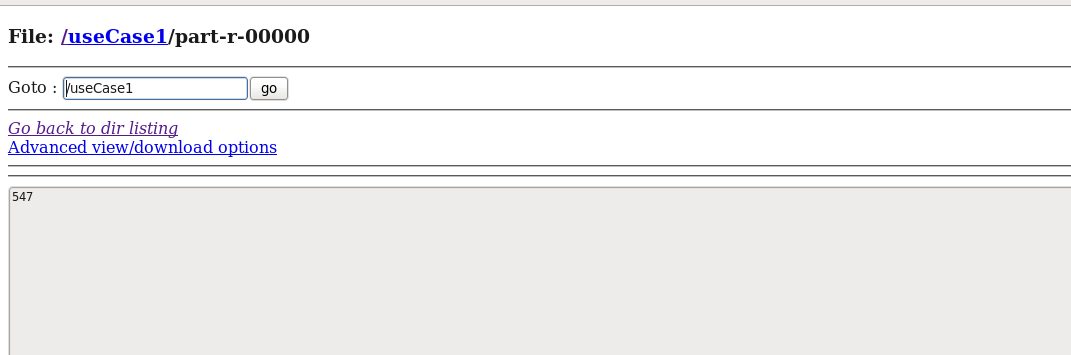 File: /useCase1/part-r-00000
Goto : /useCase1 go
Go back to dir listing
Advanced view/download options
547